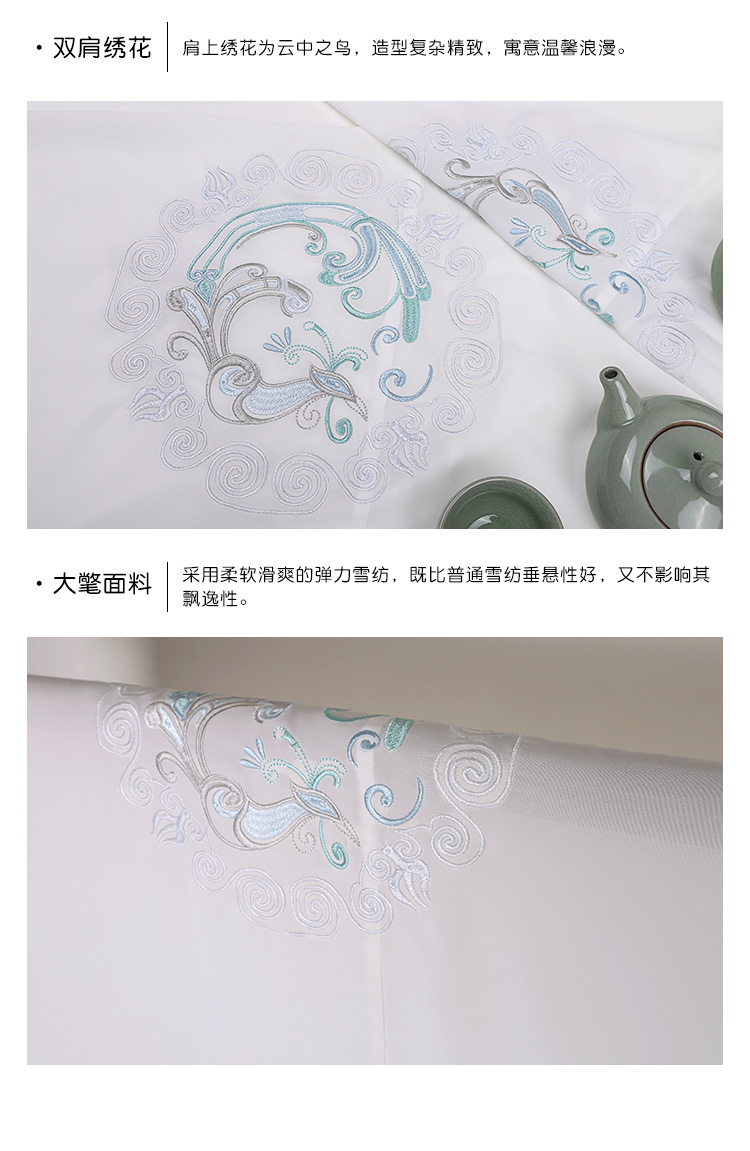 · 双肩绣花
肩上绣花为云中之鸟，造型复杂精致，寓意温馨浪漫。
· 大氅面料
采用柔软滑爽的弹力雪纺，既比普通雪纺垂悬性好，又不影响其
飘逸性。